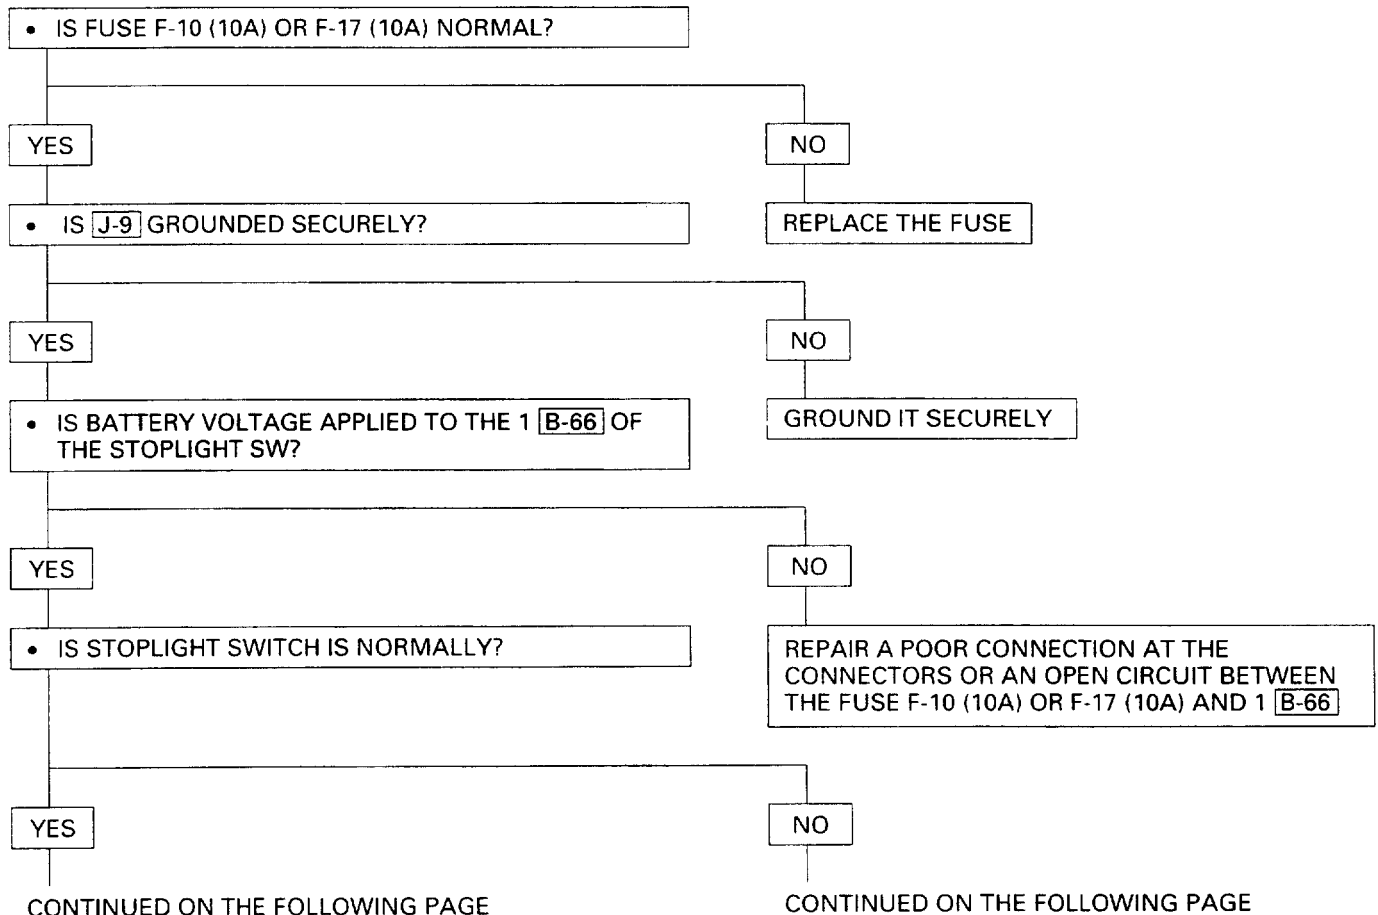 • IS FUSE F-10 (10A) OR F-17 (10A) NORMAL?
YES
NO
• IS J-9 GROUNDED SECURELY?
REPLACE THE FUSE
YES
NO
• IS BATTERY VOLTAGE APPLIED TO THE 1 B-66 OF
THE STOPLIGHT SW?
GROUND IT SECURELY
YES
NO
• IS STOPLIGHT SWITCH IS NORMALLY?
REPAIR A POOR CONNECTION AT THE
CONNECTORS OR AN OPEN CIRCUIT BETWEEN
THE FUSE F-10 (10A) OR F-17 (10A) AND 1 B-66
YES
NO
CONTINUED ON THE FOLLOWING PAGE
CONTINUED ON THE FOLLOWING PAGE